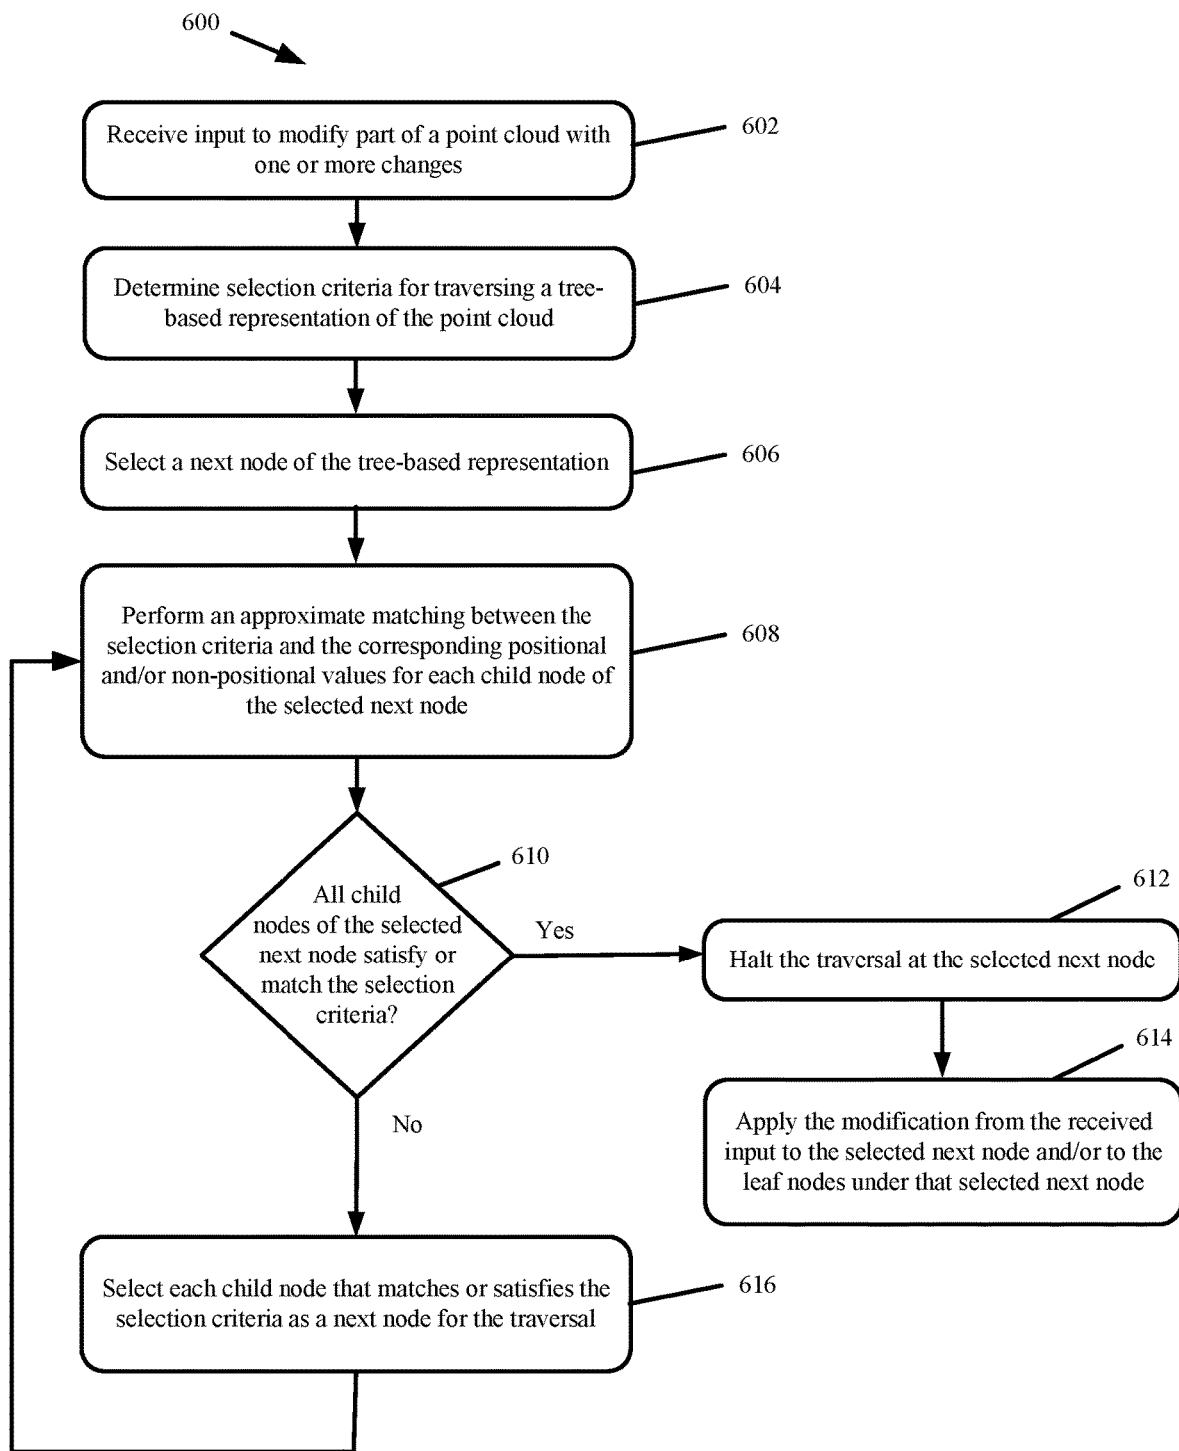 600
Receive input to modify part of a point cloud with
one or more changes
602
Determine selection criteria for traversing a tree-
based representation of the point cloud
604
Select a next node of the tree-based representation
606
Perform an approximate matching between the
selection criteria and the corresponding positional
and/or non-positional values for each child node of
the selected next node
608
All child
nodes of the selected
next node satisfy or
match the selection
criteria?
610
Yes
Halt the traversal at the selected next node
612
Apply the modification from the received
input to the selected next node and/or to the
leaf nodes under that selected next node
614
No
Select each child node that matches or satisfies the
selection criteria as a next node for the traversal
616